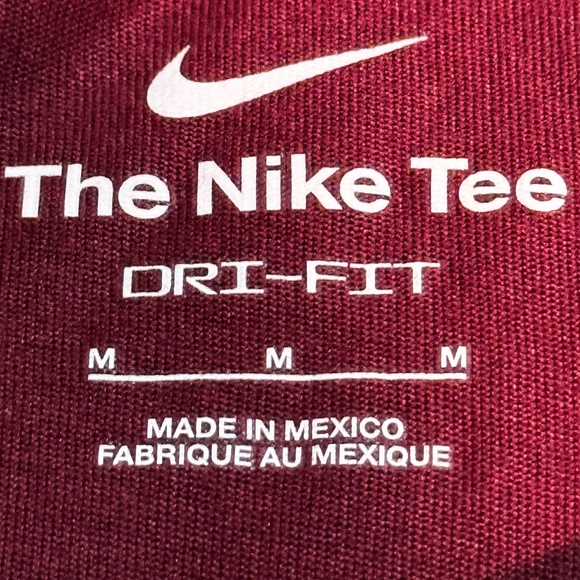 The Nike Tee
DRI-FIT
M M M
MADE IN MEXICO
FABRIQUE AU MEXIQUE